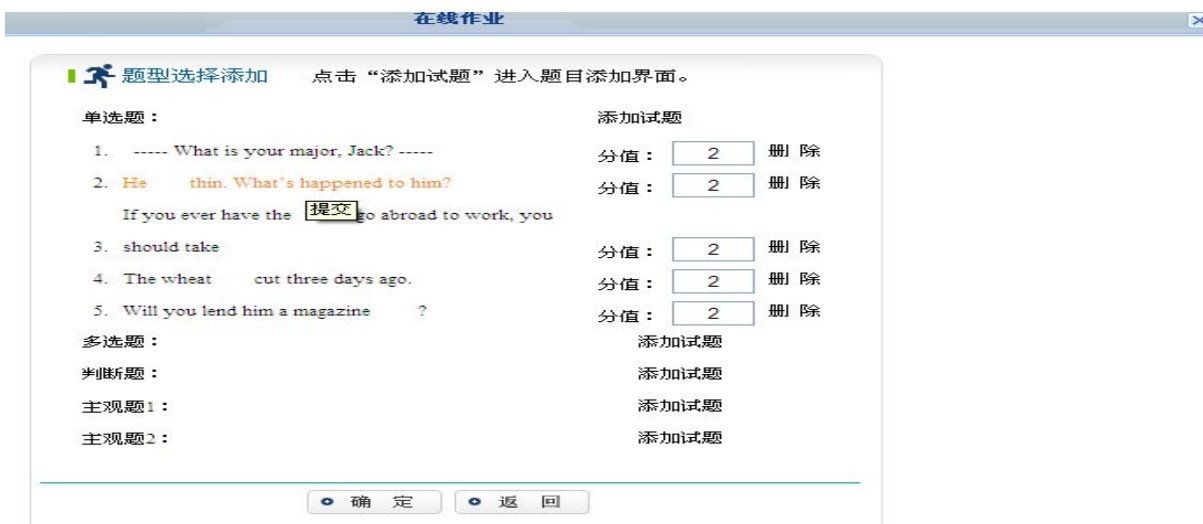 在线作业
题型选择添加 点击“添加试题”进入题目添加界面。
单选题： 添加试题
1. ----- What is your major, Jack? ----- 分值： 2 删 除
2. He thin. What's happened to him? 分值： 2 删 除
提交
If you ever have the go abroad to work, you
3. should take 分值： 2 删 除
4. The wheat cut three days ago. 分值： 2 删 除
5. Will you lend him a magazine ? 分值： 2 删 除
多选题： 添加试题
判断题： 添加试题
主观题1： 添加试题
主观题2： 添加试题
确 定 返 回